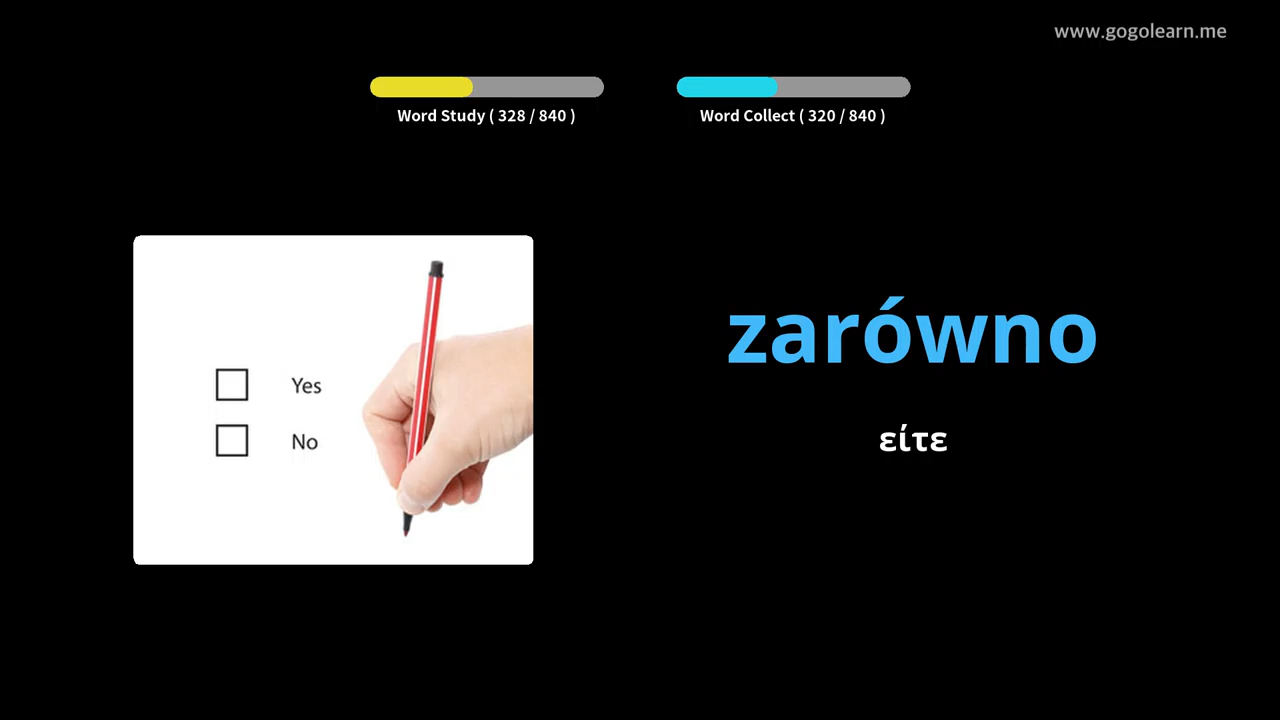 www.gogolearn.me
Word Study ( 328 / 840 )
Word Collect ( 320 / 840 )
Yes
No
zarówno
είτε